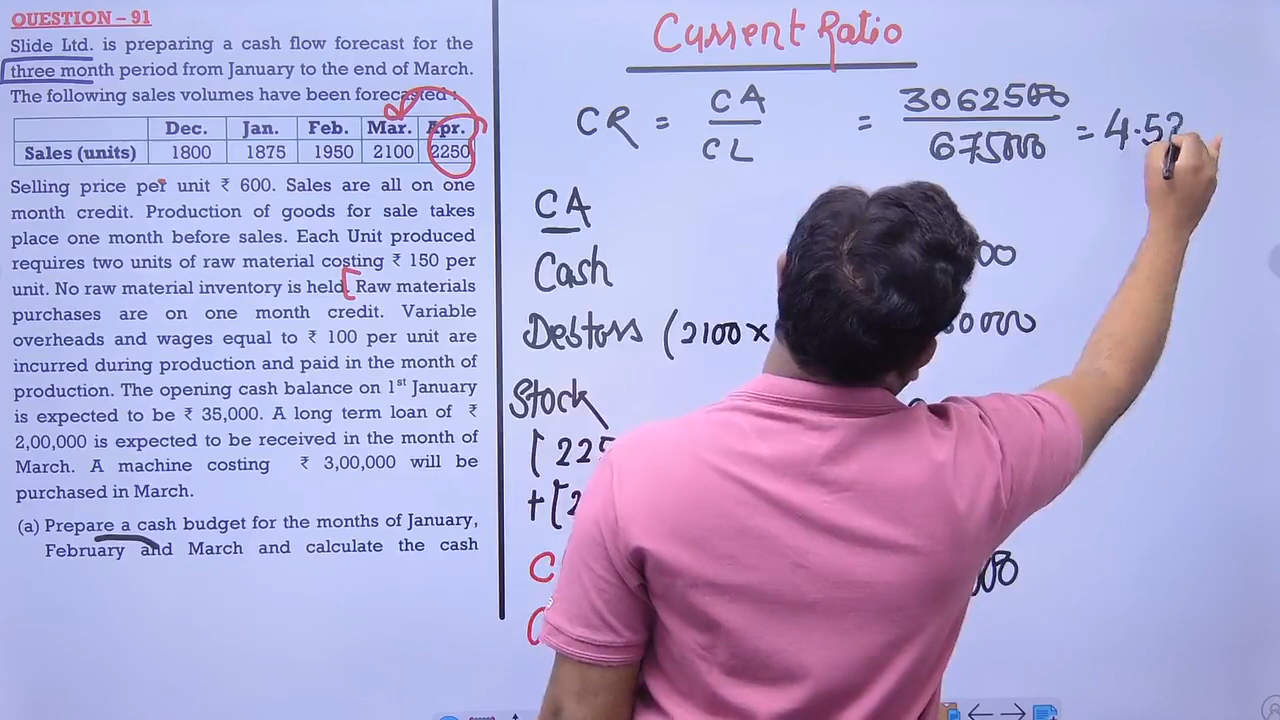 QUESTION – 91
Slide Ltd. is preparing a cash flow forecast for the
three month period from January to the end of March.
The following sales volumes have been forecasted :
Dec. Jan. Feb. Mar. Apr.
Sales (units) 1800 1875 1950 2100 2250
Selling price per unit ₹ 600. Sales are all on one
month credit. Production of goods for sale takes
place one month before sales. Each Unit produced
requires two units of raw material costing ₹ 150 per
unit. No raw material inventory is held. Raw materials
purchases are on one month credit. Variable
overheads and wages equal to ₹ 100 per unit are
incurred during production and paid in the month of
production. The opening cash balance on 1st January
is expected to be ₹ 35,000. A long term loan of ₹
2,00,000 is expected to be received in the month of
March. A machine costing ₹ 3,00,000 will be
purchased in March.
(a) Prepare a cash budget for the months of January,
February and March and calculate the cash
Current Ratio
CR = CA / CL = 3062500 / 675000 = 4.53
CA
Cash
Debtors (2100 x
Stock